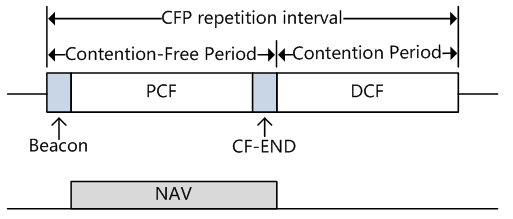 CFP repetition interval
Contention-Free Period Contention Period
PCF DCF
Beacon CF-END
NAV